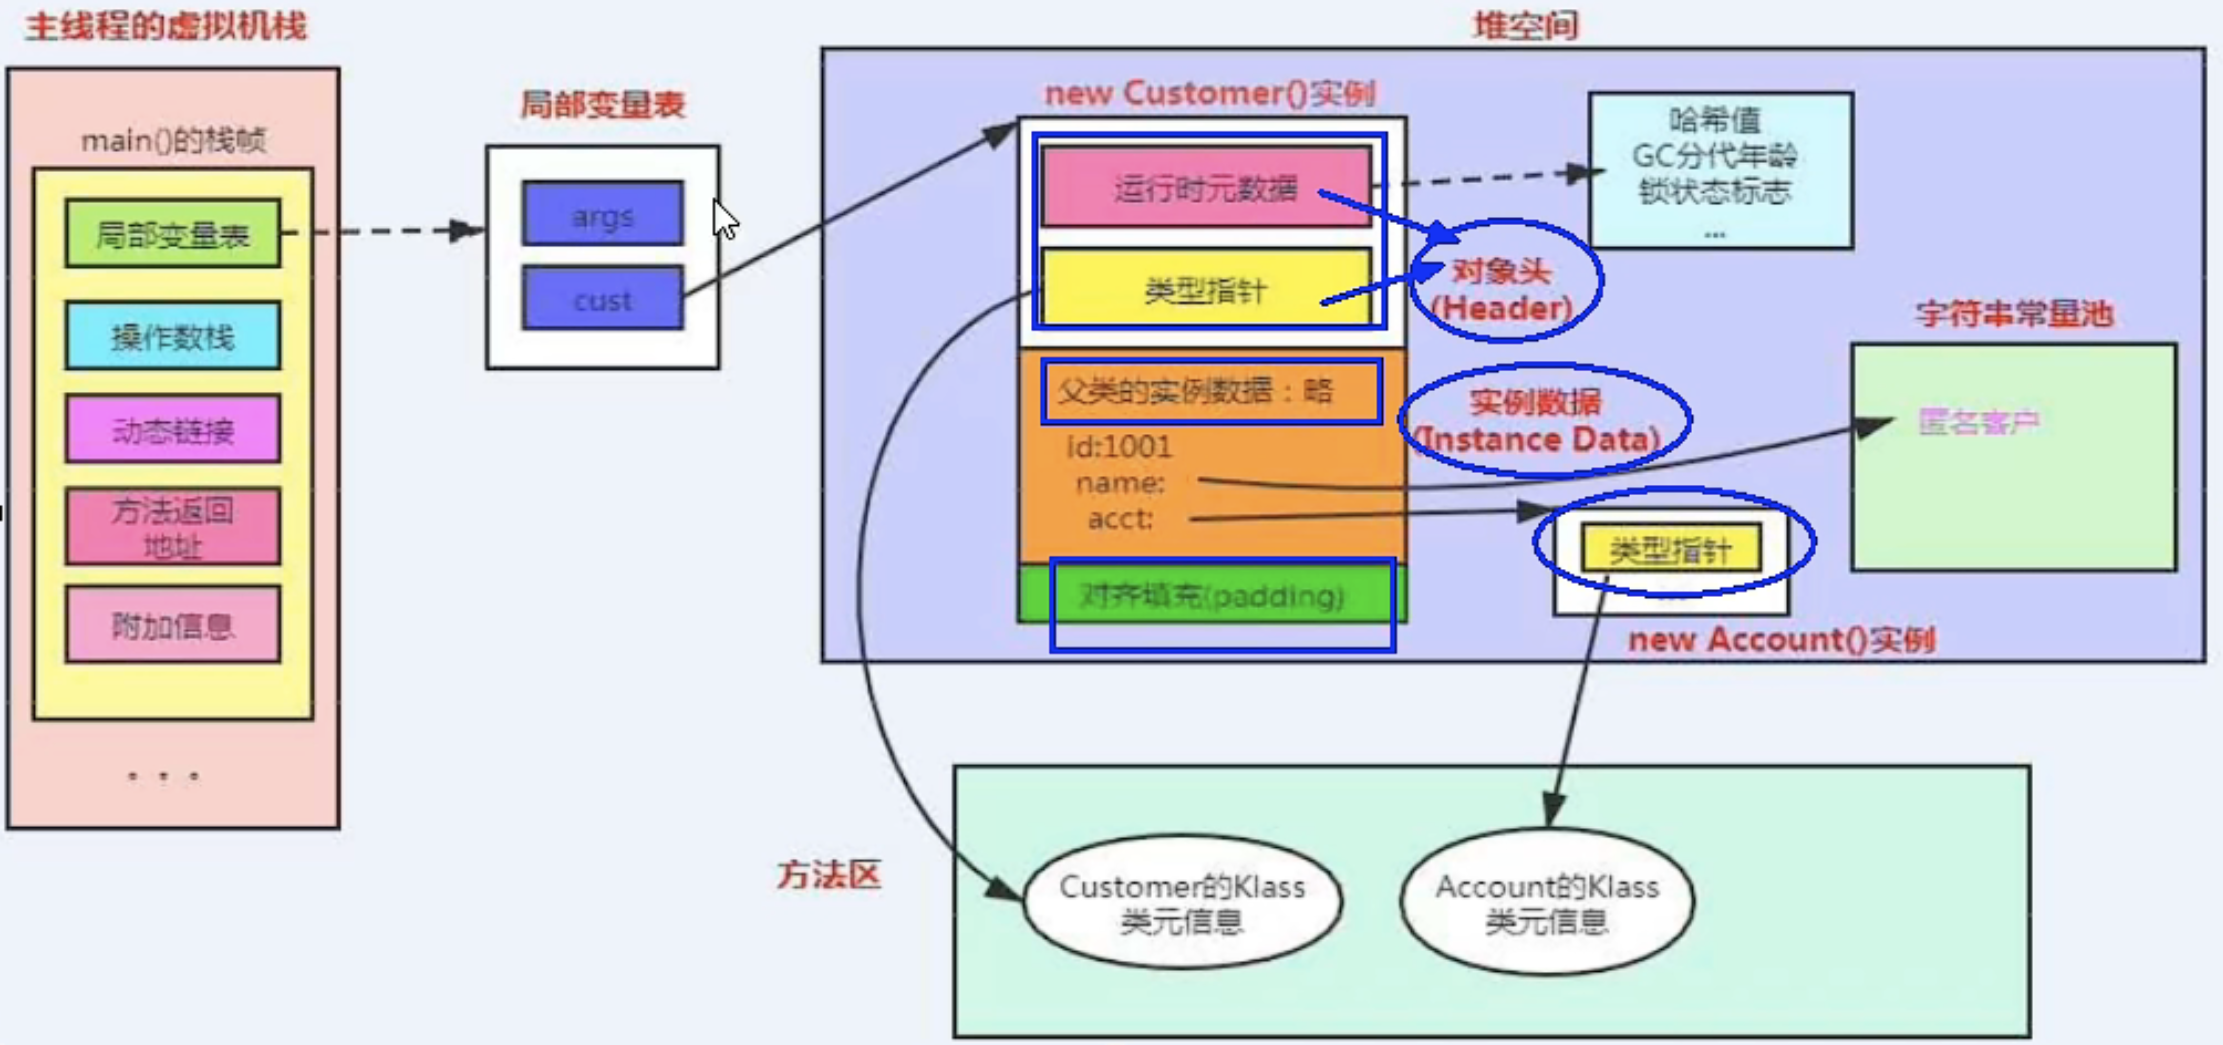 主线程的虚拟机栈
main()的栈帧
局部变量表
操作数栈
动态链接
方法返回
地址
附加信息
。。。
局部变量表
args
cust
堆空间
new Customer()实例
运行时元数据
类型指针
对象头
(Header)
哈希值
GC分代年龄
锁状态标志
...
父类的实例数据：略
id:1001
name:
acct:
实例数据
(Instance Data)
对齐填充(padding)
字符串常量池
匿名客户
类型指针
...
new Account()实例
方法区
Customer的Klass
类元信息
Account的Klass
类元信息